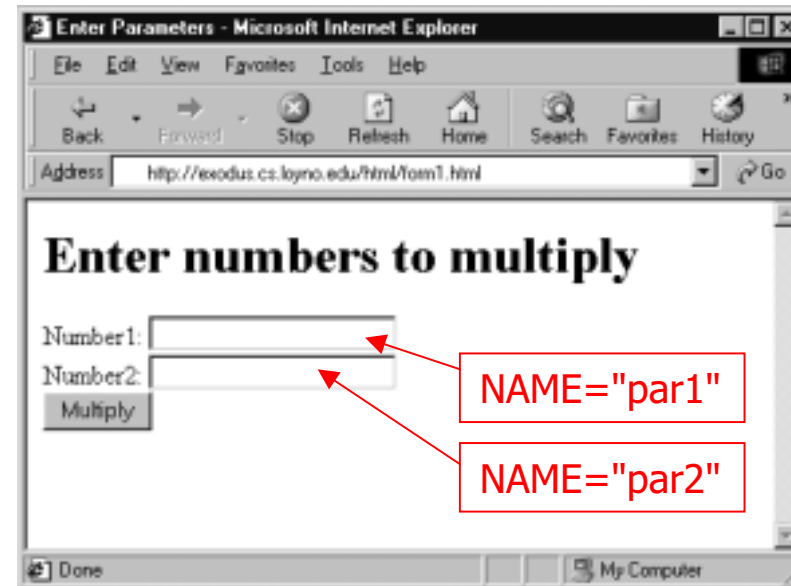 Enter Parameters - Microsoft Internet Explorer
File Edit View Favorites Tools Help
Back Forward Stop Refresh Home Search Favorites History »
Address http://exodus.cs.loyno.edu/html/form1.html Go
Enter numbers to multiply
Number1:
NAME="par1"
Number2:
Multiply
NAME="par2"
Done My Computer